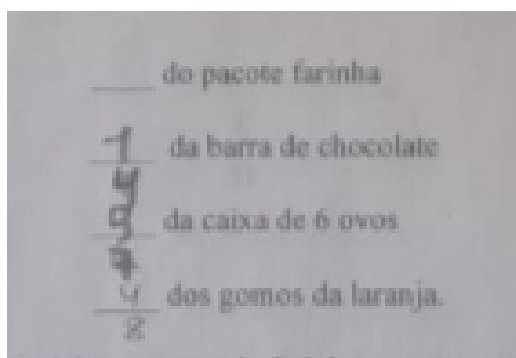 ___ do pacote farinha
1/4 da barra de chocolate
da caixa de 6 ovos
4/8 dos gomos da laranja.